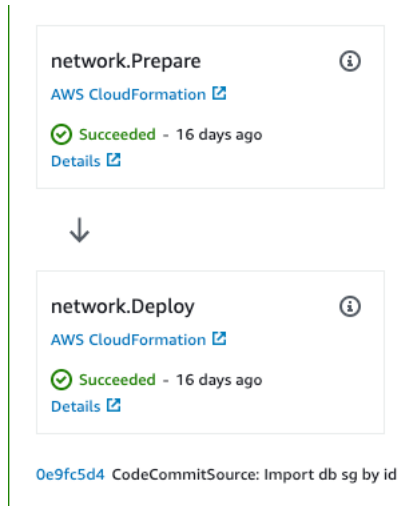 network.Prepare
AWS CloudFormation
Succeeded - 16 days ago
Details
network.Deploy
AWS CloudFormation
Succeeded - 16 days ago
Details
0e9fc5d4 CodeCommitSource: Import db sg by id